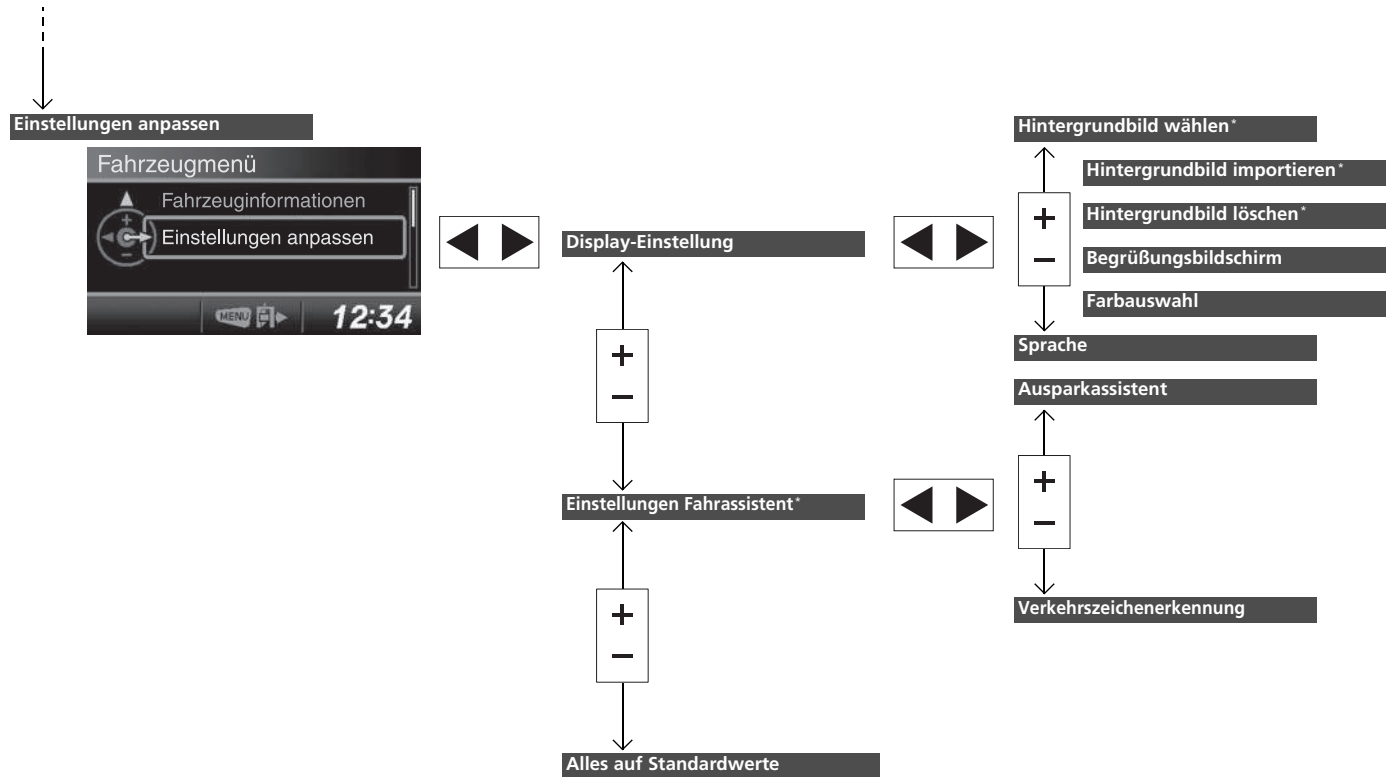 Einstellungen anpassen
Fahrzeugmenü
Fahrzeuginformationen
Einstellungen anpassen
+
−
MENU
12:34
Display-Einstellung
+
−
Einstellungen Fahrassistent*
+
−
Alles auf Standardwerte
Hintergrundbild wählen*
Hintergrundbild importieren*
Hintergrundbild löschen*
Begrüßungsbildschirm
Farbauswahl
+
−
Sprache
Ausparkassistent
+
−
Verkehrszeichenerkennung